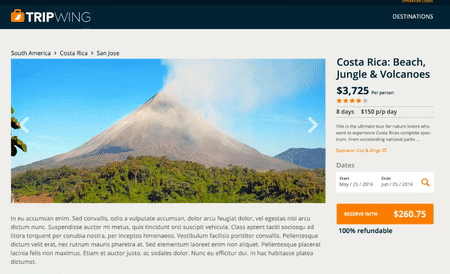 OPERATOR LOGIN
TRIPWING
DESTINATIONS
South America > Costa Rica > San Jose
Costa Rica: Beach,
Jungle & Volcanoes
$3,725 Per person
8 days $150 p/p day
This is the ultimate tour for nature lovers who
want to experience Costa Ricas complete spec-
trum. From outstanding national parks ...
Operator: Cox & Kings
Dates
Start Ends
May / 25 / 2016 Jun / 05 / 2016
RESERVE WITH $260.75
100% refundable
In eu accumsan enim. Sed convallis, odio a vulputate accumsan, dolor arcu feugiat dolor, vel egestas nisi arcu
dictum nunc. Suspendisse auctor mi metus, quis tincidunt orci suscipit vehicula. Class aptent taciti sociosqu ad
litora torquent per conubia nostra, per inceptos himenaeos. Vestibulum facilisis porttitor convallis. Pellentesque
dictum velit erat, nec rutrum mauris pharetra at. Sed elementum laoreet enim non aliquet. Pellentesque placerat
lacinia felis non maximus. Etiam et auctor justo, ac sodales dolor. Nunc eu efficitur dui. In hac habitasse platea
dictumst.